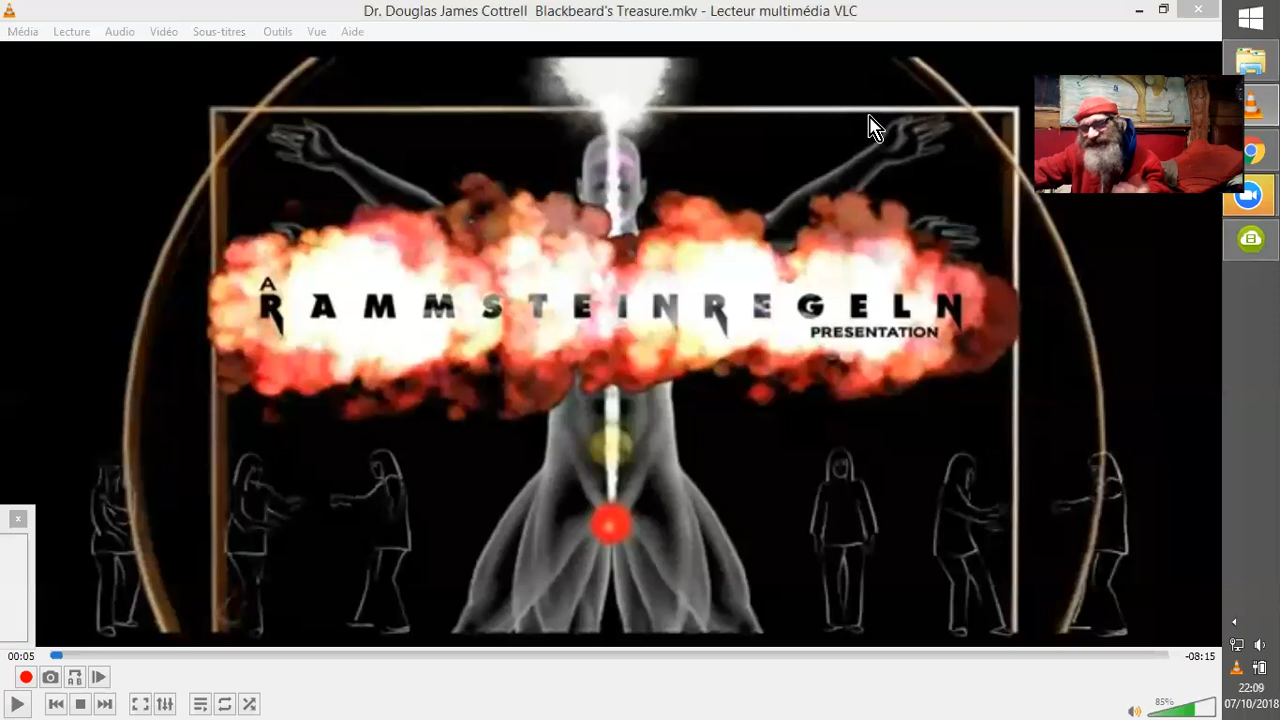 Dr. Douglas James Cottrell  Blackbeard's Treasure.mkv - Lecteur multimédia VLC
Média Lecture Audio Vidéo Sous-titres Outils Vue Aide
A
RAMMSTEINREGELN
PRESENTATION
x
00:05
-08:15
A B
85%
22:09
07/10/2018